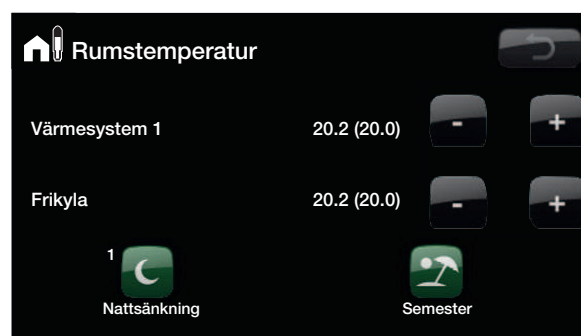 Rumstemperatur
Värmesystem 1 20.2 (20.0) - +
Frikyla 20.2 (20.0) - +
1
Nattsänkning Semester